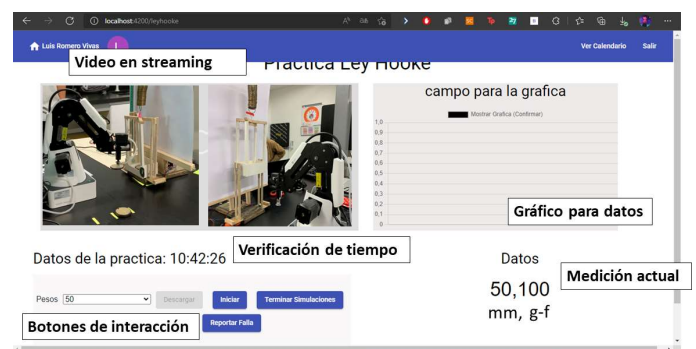 localhost:4200/leyhooke
Luis Romero Vivas
L
Ver Calendario
Salir
Video en streaming
Practica Ley Hooke
campo para la grafica
Mostrar Grafica (Confirmar)
1,0
0,9
0,8
0,7
0,6
0,5
0,4
0,3
0,2
0,1
0
Gráfico para datos
Verificación de tiempo
Datos de la practica: 10:42:26
Datos
Medición actual
50,100
mm, g-f
Pesos 50
Descargar
Iniciar
Terminar Simulaciones
Botones de interacción
Reportar Falla